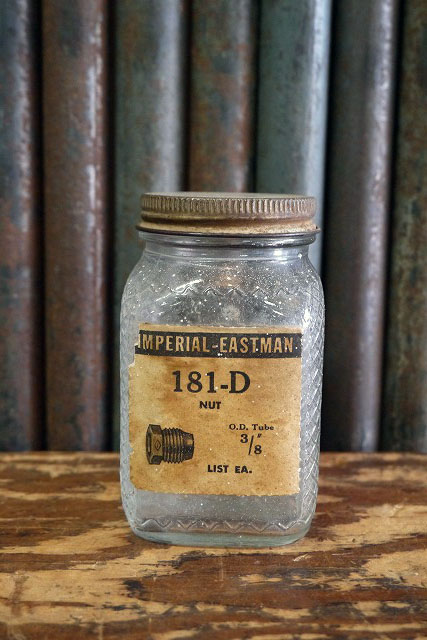 IMPERIAL-EASTMAN
181-D
NUT
O.D. Tube
3/8"
LIST EA.